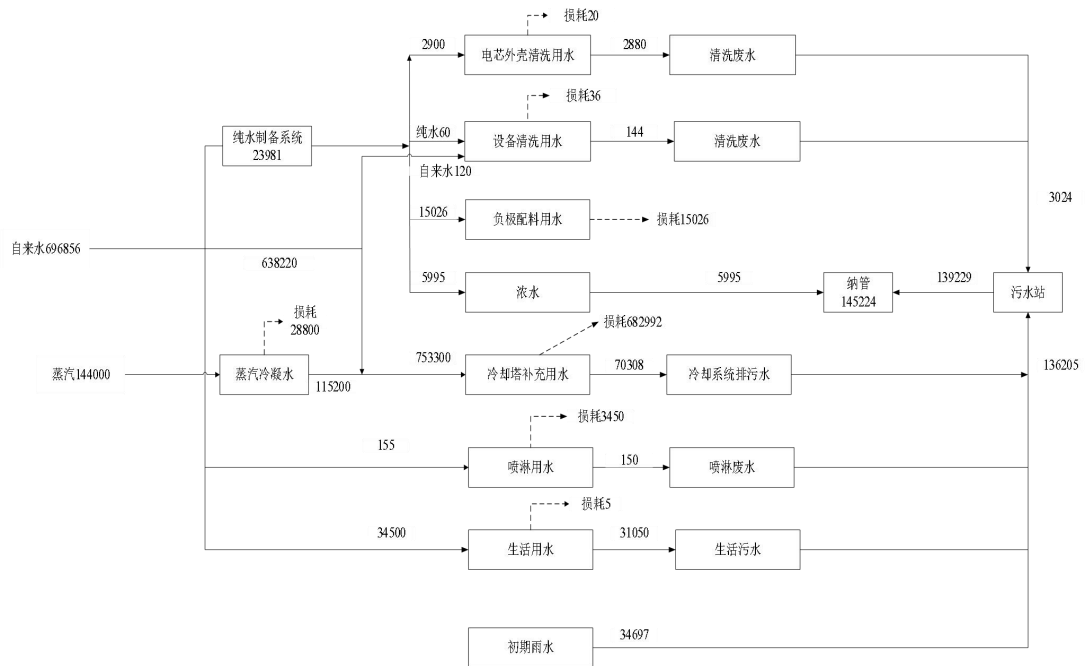 损耗20
2900
电芯外壳清洗用水
2880
清洗废水
损耗36
纯水制备系统
23981
纯水60
设备清洗用水
144
清洗废水
自来水120
3024
15026
负极配料用水
损耗15026
自来水696856
638220
5995
浓水
5995
纳管
145224
139229
污水站
损耗
28800
损耗682992
蒸汽144000
蒸汽冷凝水
115200
753300
冷却塔补充用水
70308
冷却系统排污水
136205
损耗3450
155
喷淋用水
150
喷淋废水
损耗5
34500
生活用水
31050
生活污水
初期雨水
34697